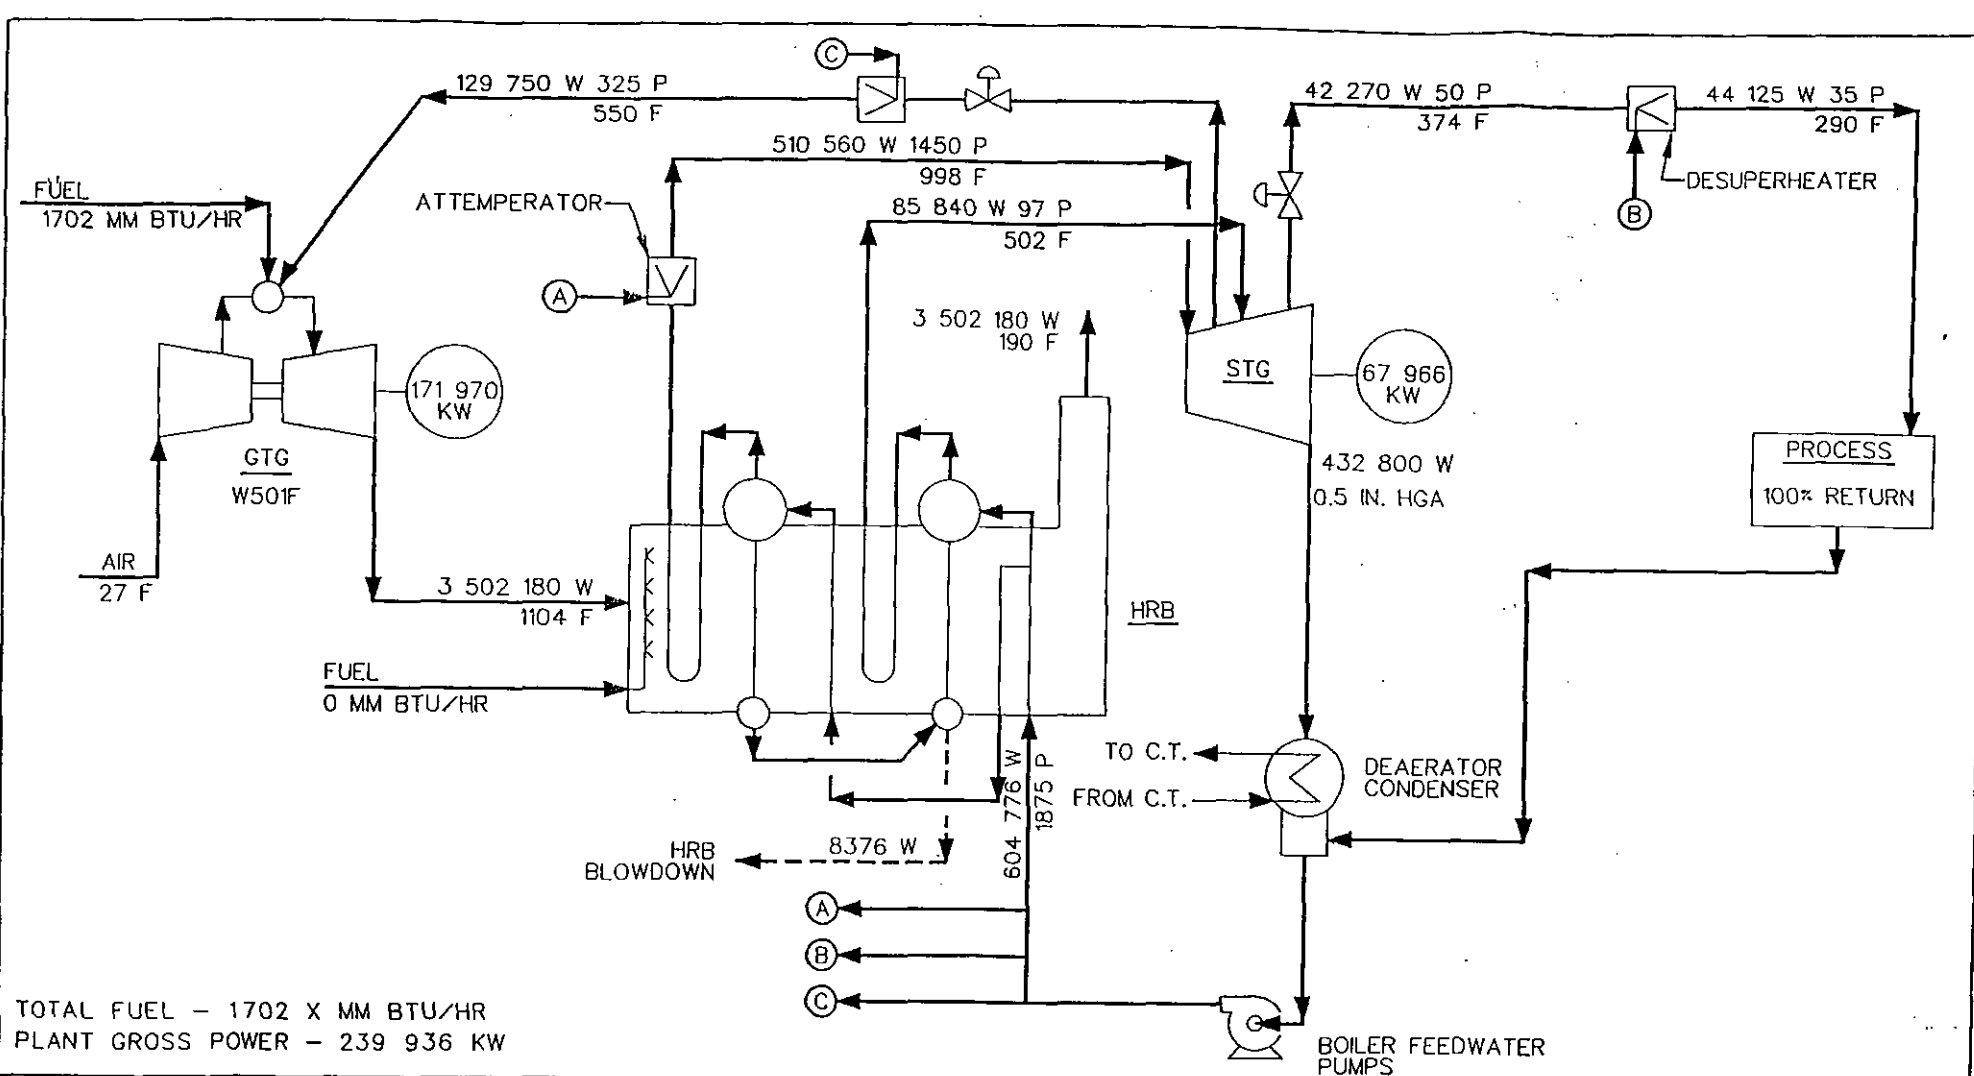 C
129 750 W 325 P
550 F
42 270 W 50 P
374 F
44 125 W 35 P
290 F
510 560 W 1450 P
998 F
FUEL
1702 MM BTU/HR
ATTEMPERATOR
DESUPERHEATER
85 840 W 97 P
502 F
B
A
3 502 180 W
190 F
STG
67 966
KW
171 970
KW
GTG
W501F
432 800 W
0.5 IN. HGA
PROCESS
100% RETURN
AIR
27 F
3 502 180 W
1104 F
HRB
FUEL
0 MM BTU/HR
TO C.T.
FROM C.T.
DEAERATOR
CONDENSER
604 776 W
1875 P
8376 W
HRB
BLOWDOWN
A
B
C
TOTAL FUEL - 1702 X MM BTU/HR
PLANT GROSS POWER - 239 936 KW
BOILER FEEDWATER
PUMPS